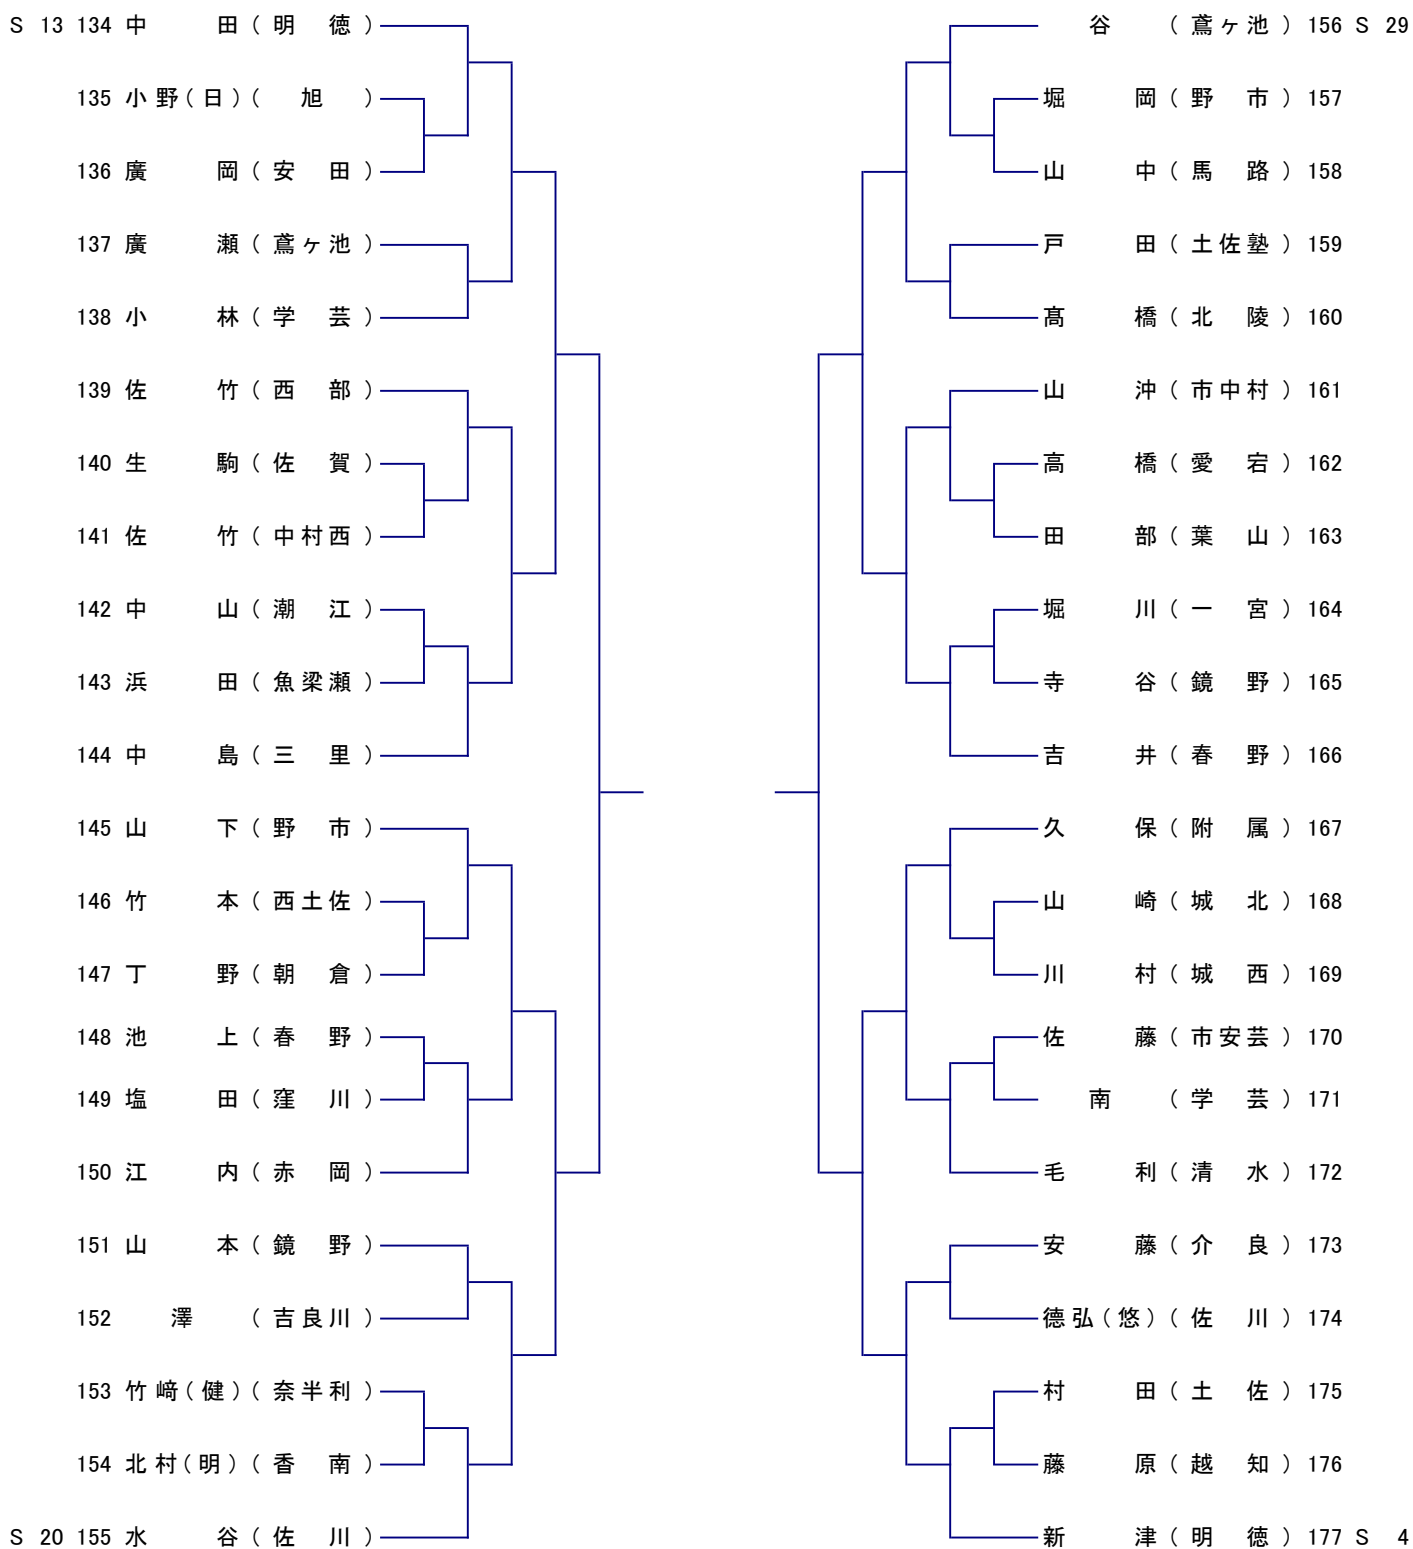 S 13 134 中 田 ( 明 徳 ) 谷 ( 鳶ヶ池 ) 156 S 29
135 小野(日)( 旭 ) 堀 岡 ( 野 市 ) 157
136 廣 岡 ( 安 田 ) 山 中 ( 馬 路 ) 158
137 廣 瀬 ( 鳶ヶ池 ) 戸 田 ( 土佐塾 ) 159
138 小 林 ( 学 芸 ) 髙 橋 ( 北 陵 ) 160
139 佐 竹 ( 西 部 ) 山 沖 ( 市中村 ) 161
140 生 駒 ( 佐 賀 ) 高 橋 ( 愛 宕 ) 162
141 佐 竹 ( 中村西 ) 田 部 ( 葉 山 ) 163
142 中 山 ( 潮 江 ) 堀 川 ( 一 宮 ) 164
143 浜 田 ( 魚梁瀬 ) 寺 谷 ( 鏡 野 ) 165
144 中 島 ( 三 里 ) 吉 井 ( 春 野 ) 166
145 山 下 ( 野 市 ) 久 保 ( 附 属 ) 167
146 竹 本 ( 西土佐 ) 山 崎 ( 城 北 ) 168
147 丁 野 ( 朝 倉 ) 川 村 ( 城 西 ) 169
148 池 上 ( 春 野 ) 佐 藤 ( 市安芸 ) 170
149 塩 田 ( 窪 川 ) 南 ( 学 芸 ) 171
150 江 内 ( 赤 岡 ) 毛 利 ( 清 水 ) 172
151 山 本 ( 鏡 野 ) 安 藤 ( 介 良 ) 173
152 澤 ( 吉良川 ) 德弘(悠)( 佐 川 ) 174
153 竹﨑(健)( 奈半利 ) 村 田 ( 土 佐 ) 175
154 北村(明)( 香 南 ) 藤 原 ( 越 知 ) 176
S 20 155 水 谷 ( 佐 川 ) 新 津 ( 明 徳 ) 177 S 4